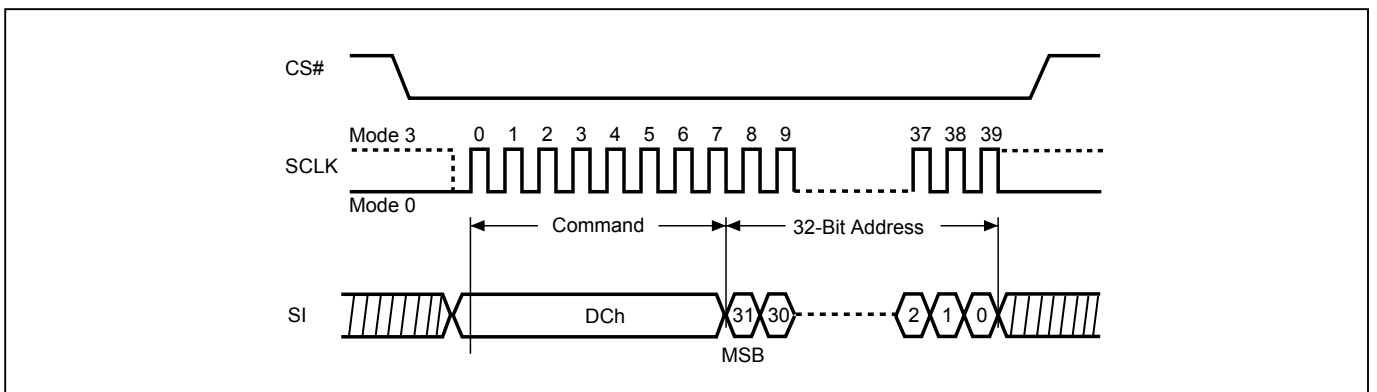 CS#
Mode 3 0 1 2 3 4 5 6 7 8 9 37 38 39
SCLK
Mode 0
Command 32-Bit Address
SI DCh 31 30 2 1 0
MSB